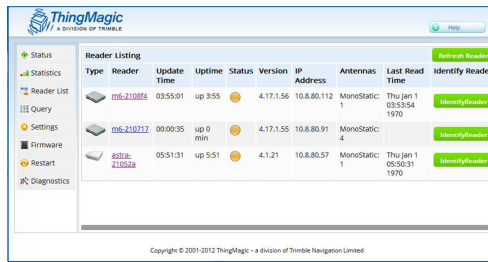 ThingMagic
A DIVISION OF TRIMBLE
Help
Status
Statistics
Reader List
Query
Settings
Firmware
Restart
Diagnostics
Reader Listing
Refresh Reader
Type Reader Update Time Uptime Status Version IP Address Antennas Last Read Time Identify Reade
m6-2108f4 03:55:01 up 3:55 4.17.1.56 10.8.80.112 MonoStatic: 1 Thu Jan 1 03:53:54 1970 IdentifyReader
m6-210717 00:00:35 up 0 min 4.17.1.55 10.8.80.91 MonoStatic: 4 IdentifyReader
astra-21052a 05:51:31 up 5:51 4.1.21 10.8.80.57 MonoStatic: 1 Thu Jan 1 05:50:31 1970 IdentifyReader
Copyright © 2001-2012 ThingMagic – a division of Trimble Navigation Limited